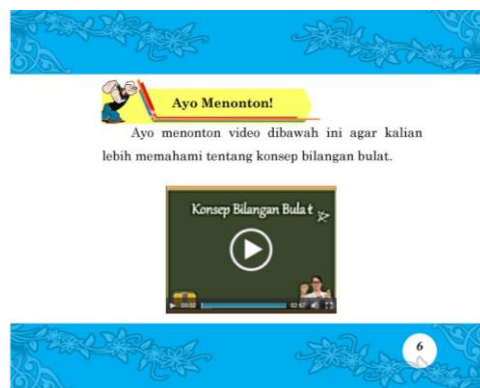 Ayo Menonton!
Ayo menonton video dibawah ini agar kalian
lebih memahami tentang konsep bilangan bulat.
Konsep Bilangan Bulat
00:02
02:47
6